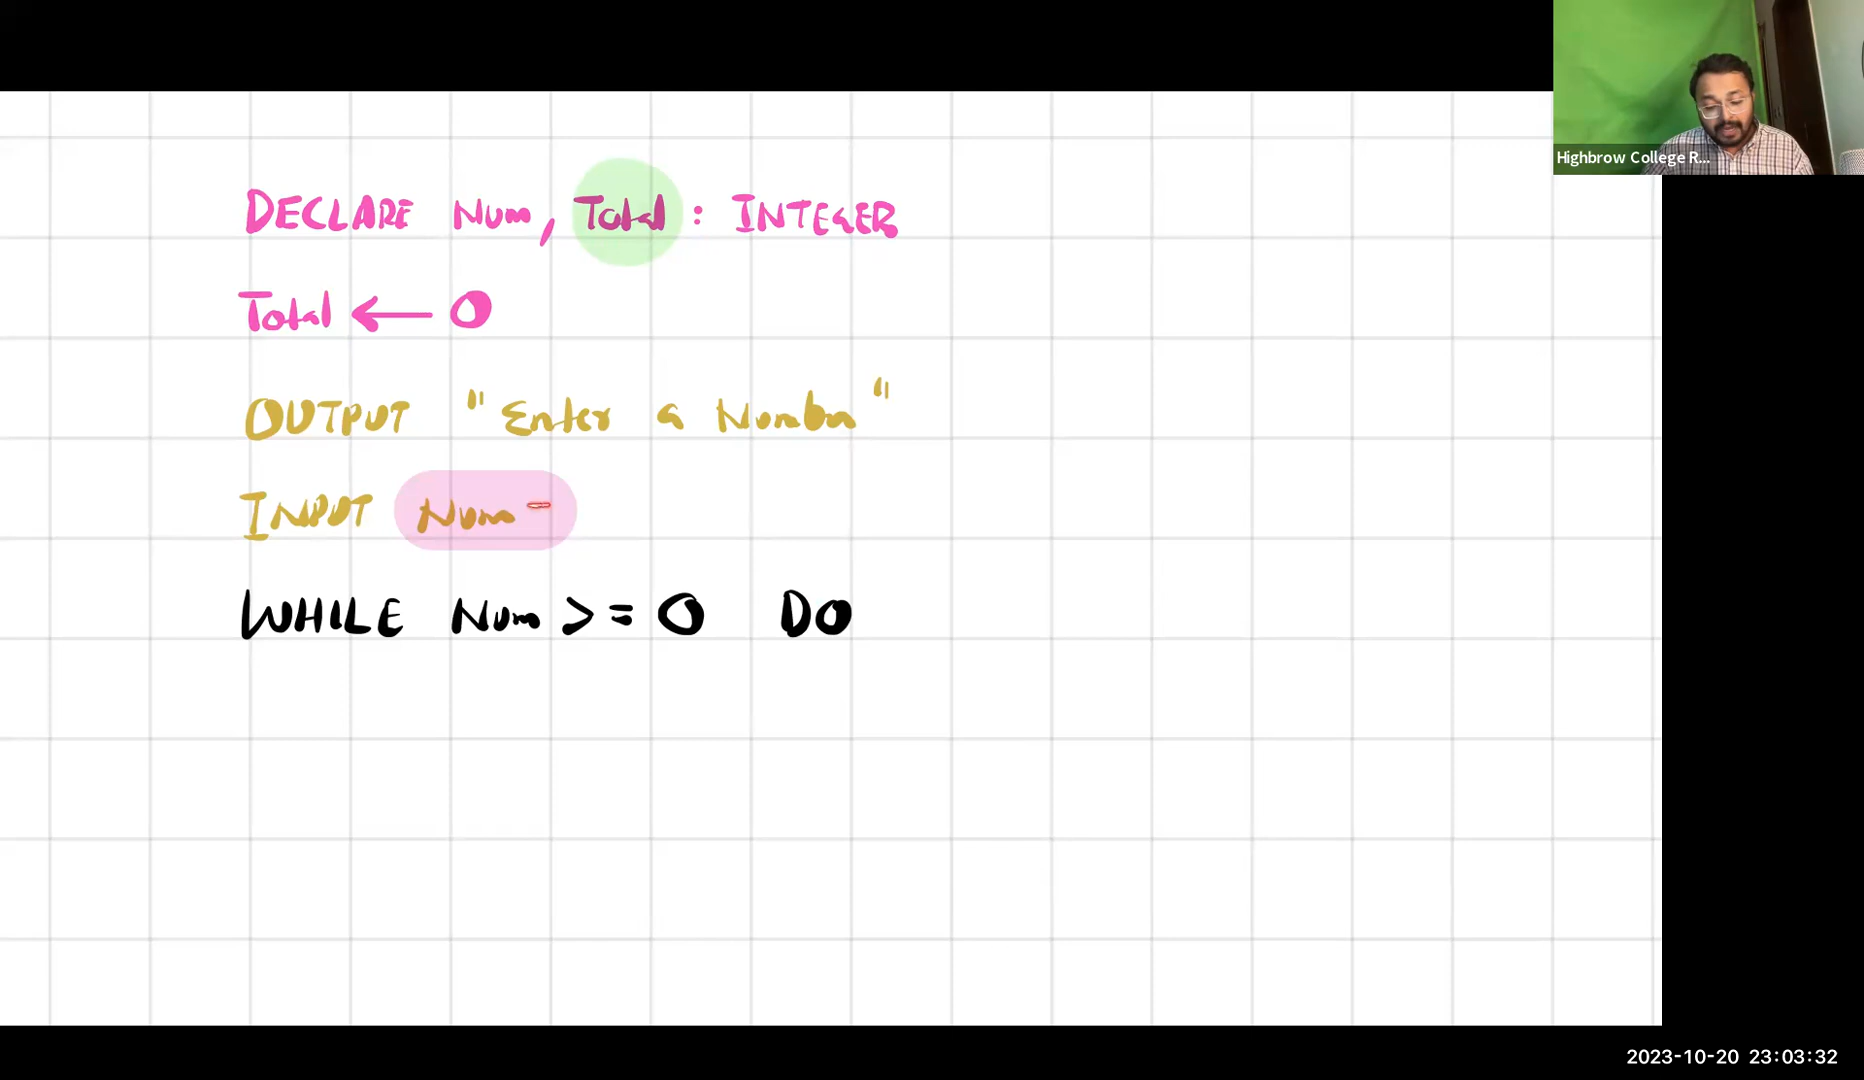 Highbrow College R...
DECLARE Num, Total : INTEGER
Total ← 0
OUTPUT "Enter a Number"
INPUT Num
WHILE Num >= 0 DO
2023-10-20 23:03:32